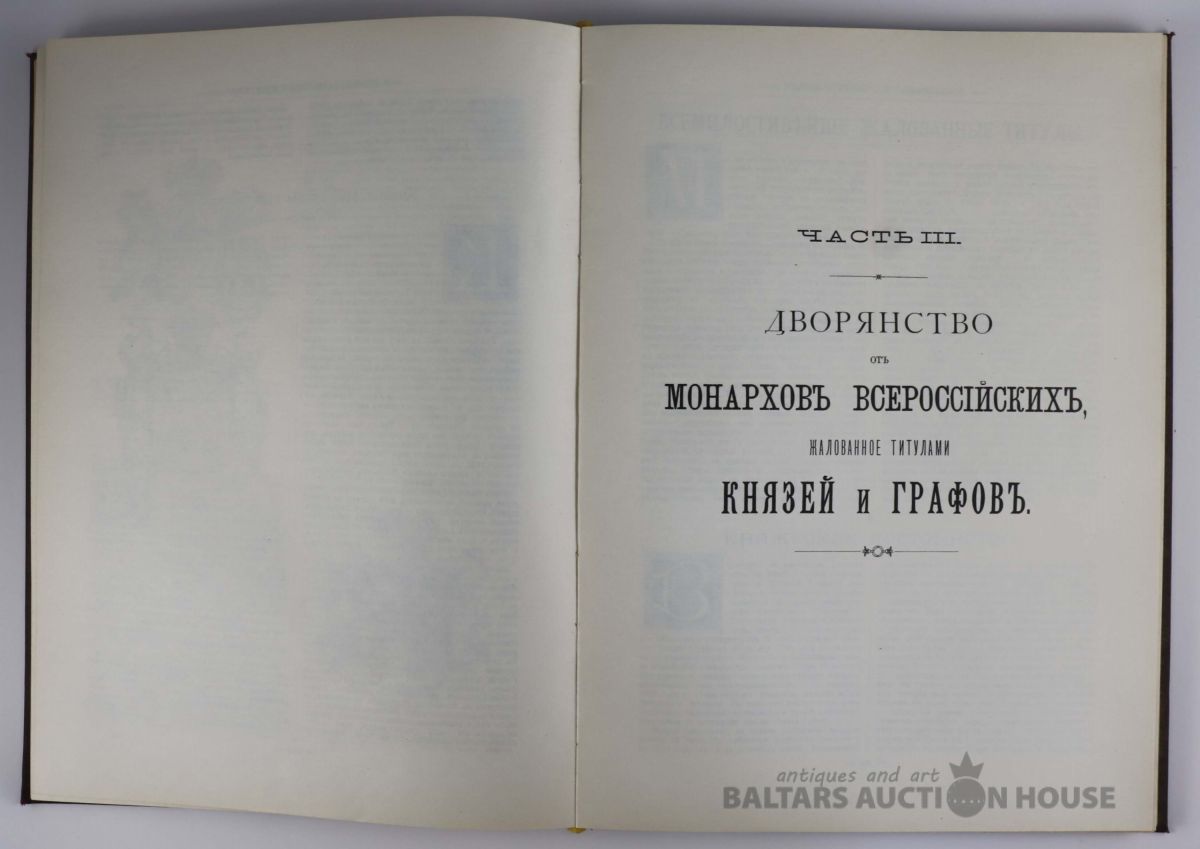 ЧАСТЬ III.
ДВОРЯНСТВО
отъ
МОНАРХОВЪ ВСЕРОССІЙСКИХЪ,
ЖАЛОВАННОЕ ТИТУЛАМИ
КНЯЗЕЙ и ГРАФОВЪ.
antiques and art
BALTARS AUCTION HOUSE